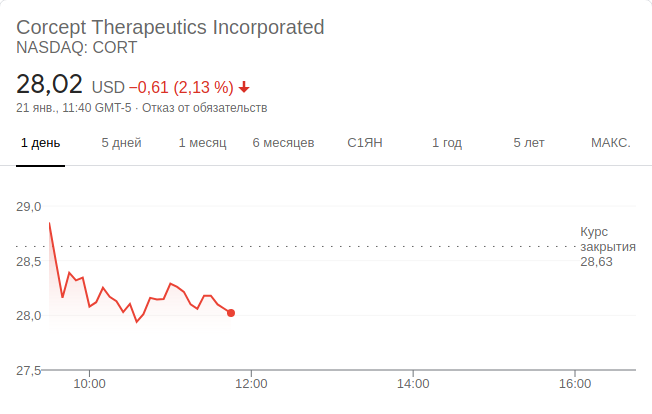 Corcept Therapeutics Incorporated
NASDAQ: CORT
28,02 USD −0,61 (2,13 %)
21 янв., 11:40 GMT-5 · Отказ от обязательств
1 день 5 дней 1 месяц 6 месяцев С1ЯН 1 год 5 лет МАКС.
29,0
Курс
закрытия
28,5 28,63
28,0
27,5
10:00 12:00 14:00 16:00